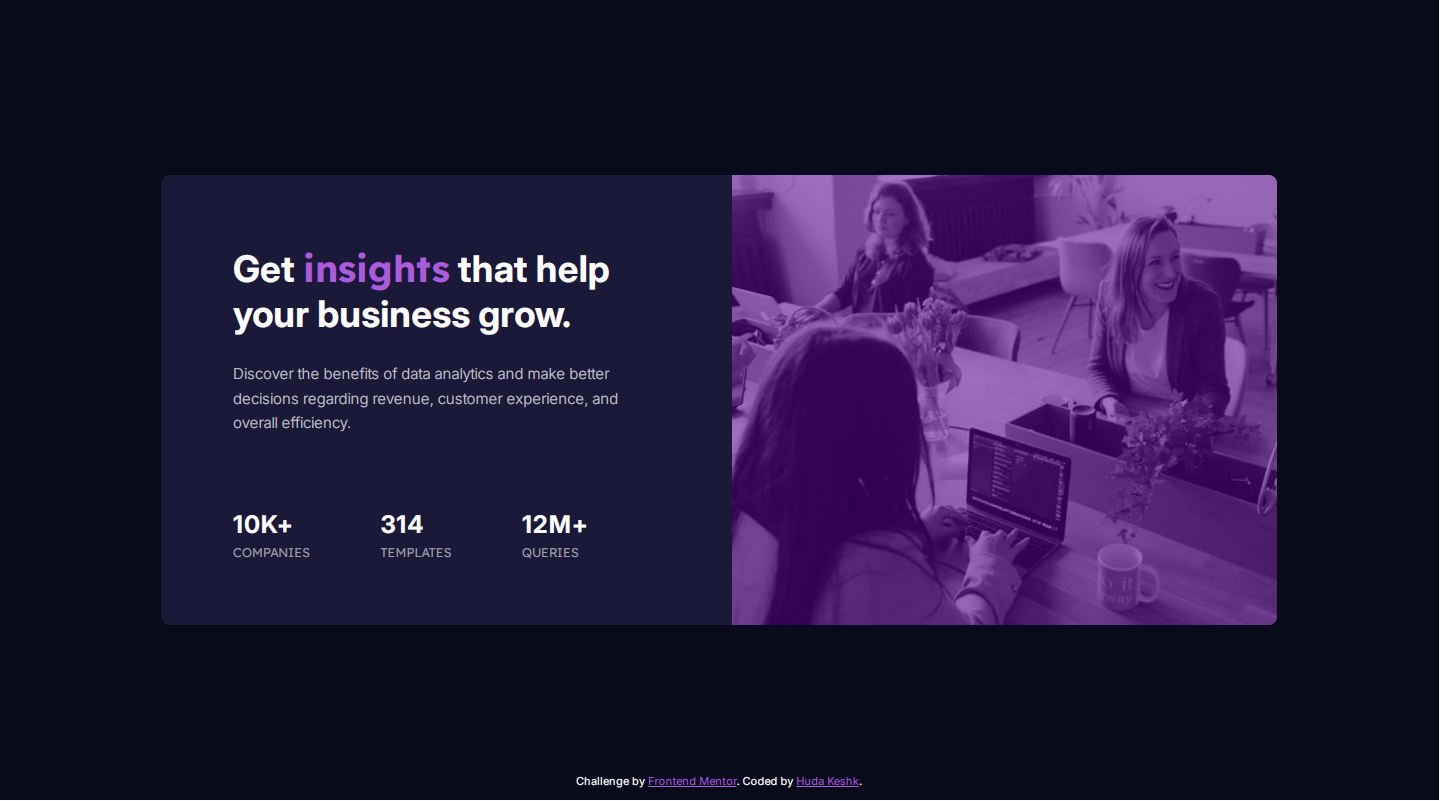 Get insights that help
your business grow.
Discover the benefits of data analytics and make better
decisions regarding revenue, customer experience, and
overall efficiency.
10K+ 314 12M+
COMPANIES TEMPLATES QUERIES
Challenge by Frontend Mentor. Coded by Huda Keshk.